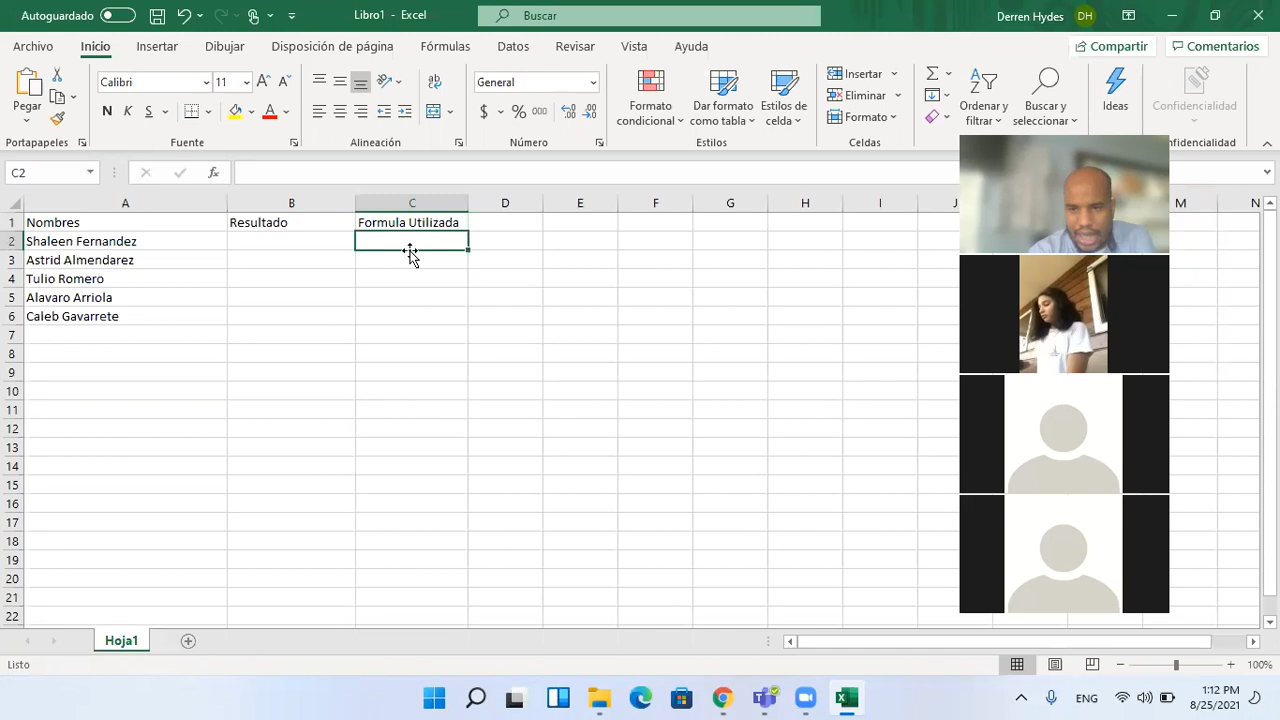 Autoguardado
Libro1 - Excel
Buscar
Derren Hydes
DH
Archivo Inicio Insertar Dibujar Disposición de página Fórmulas Datos Revisar Vista Ayuda
Compartir
Comentarios
Pegar
Portapapeles
Calibri
11
N K S
Fuente
Alineación
General
$ % 000
Número
Formato condicional
Dar formato como tabla
Estilos de celda
Estilos
Insertar
Eliminar
Formato
Celdas
Ordenar y filtrar
Buscar y seleccionar
Ideas
Confidencialidad
onfidencialidad
C2
fx
A B C D E F G H I J M N
1 Nombres Resultado Formula Utilizada
2 Shaleen Fernandez
3 Astrid Almendarez
4 Tulio Romero
5 Alavaro Arriola
6 Caleb Gavarrete
7
8
9
10
11
12
13
14
15
16
17
18
19
20
21
22
Hoja1
Listo
100%
ENG
1:12 PM
8/25/2021